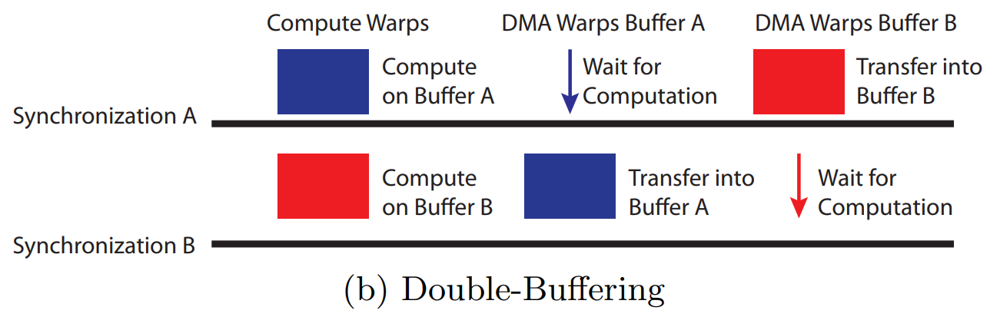 Compute Warps
DMA Warps Buffer A
DMA Warps Buffer B
Compute
on Buffer A
Wait for
Computation
Transfer into
Buffer B
Synchronization A
Compute
on Buffer B
Transfer into
Buffer A
Wait for
Computation
Synchronization B
(b) Double-Buffering